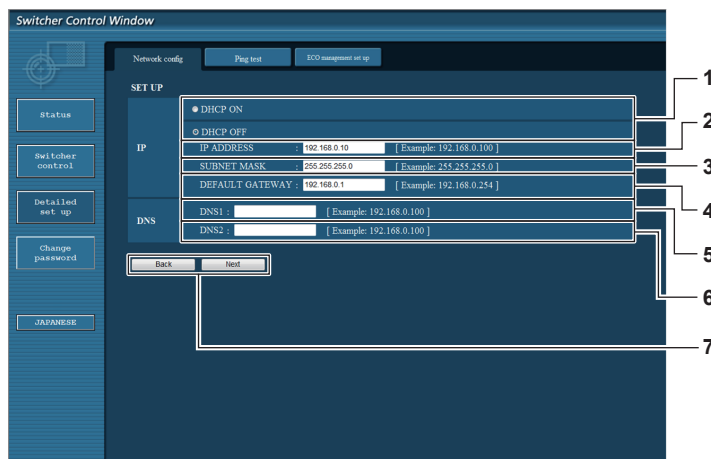 Switcher Control Window
Network config
Ping test
ECO management set up
SET UP
Status
Switcher
control
Detailed
set up
Change
password
JAPANESE
IP
DHCP ON
DHCP OFF
IP ADDRESS : 192.168.0.10 [ Example: 192.168.0.100 ]
SUBNET MASK : 255.255.255.0 [ Example: 255.255.255.0 ]
DEFAULT GATEWAY : 192.168.0.1 [ Example: 192.168.0.254 ]
DNS
DNS1 : [ Example: 192.168.0.100 ]
DNS2 : [ Example: 192.168.0.100 ]
Back Next
1
2
3
4
5
6
7